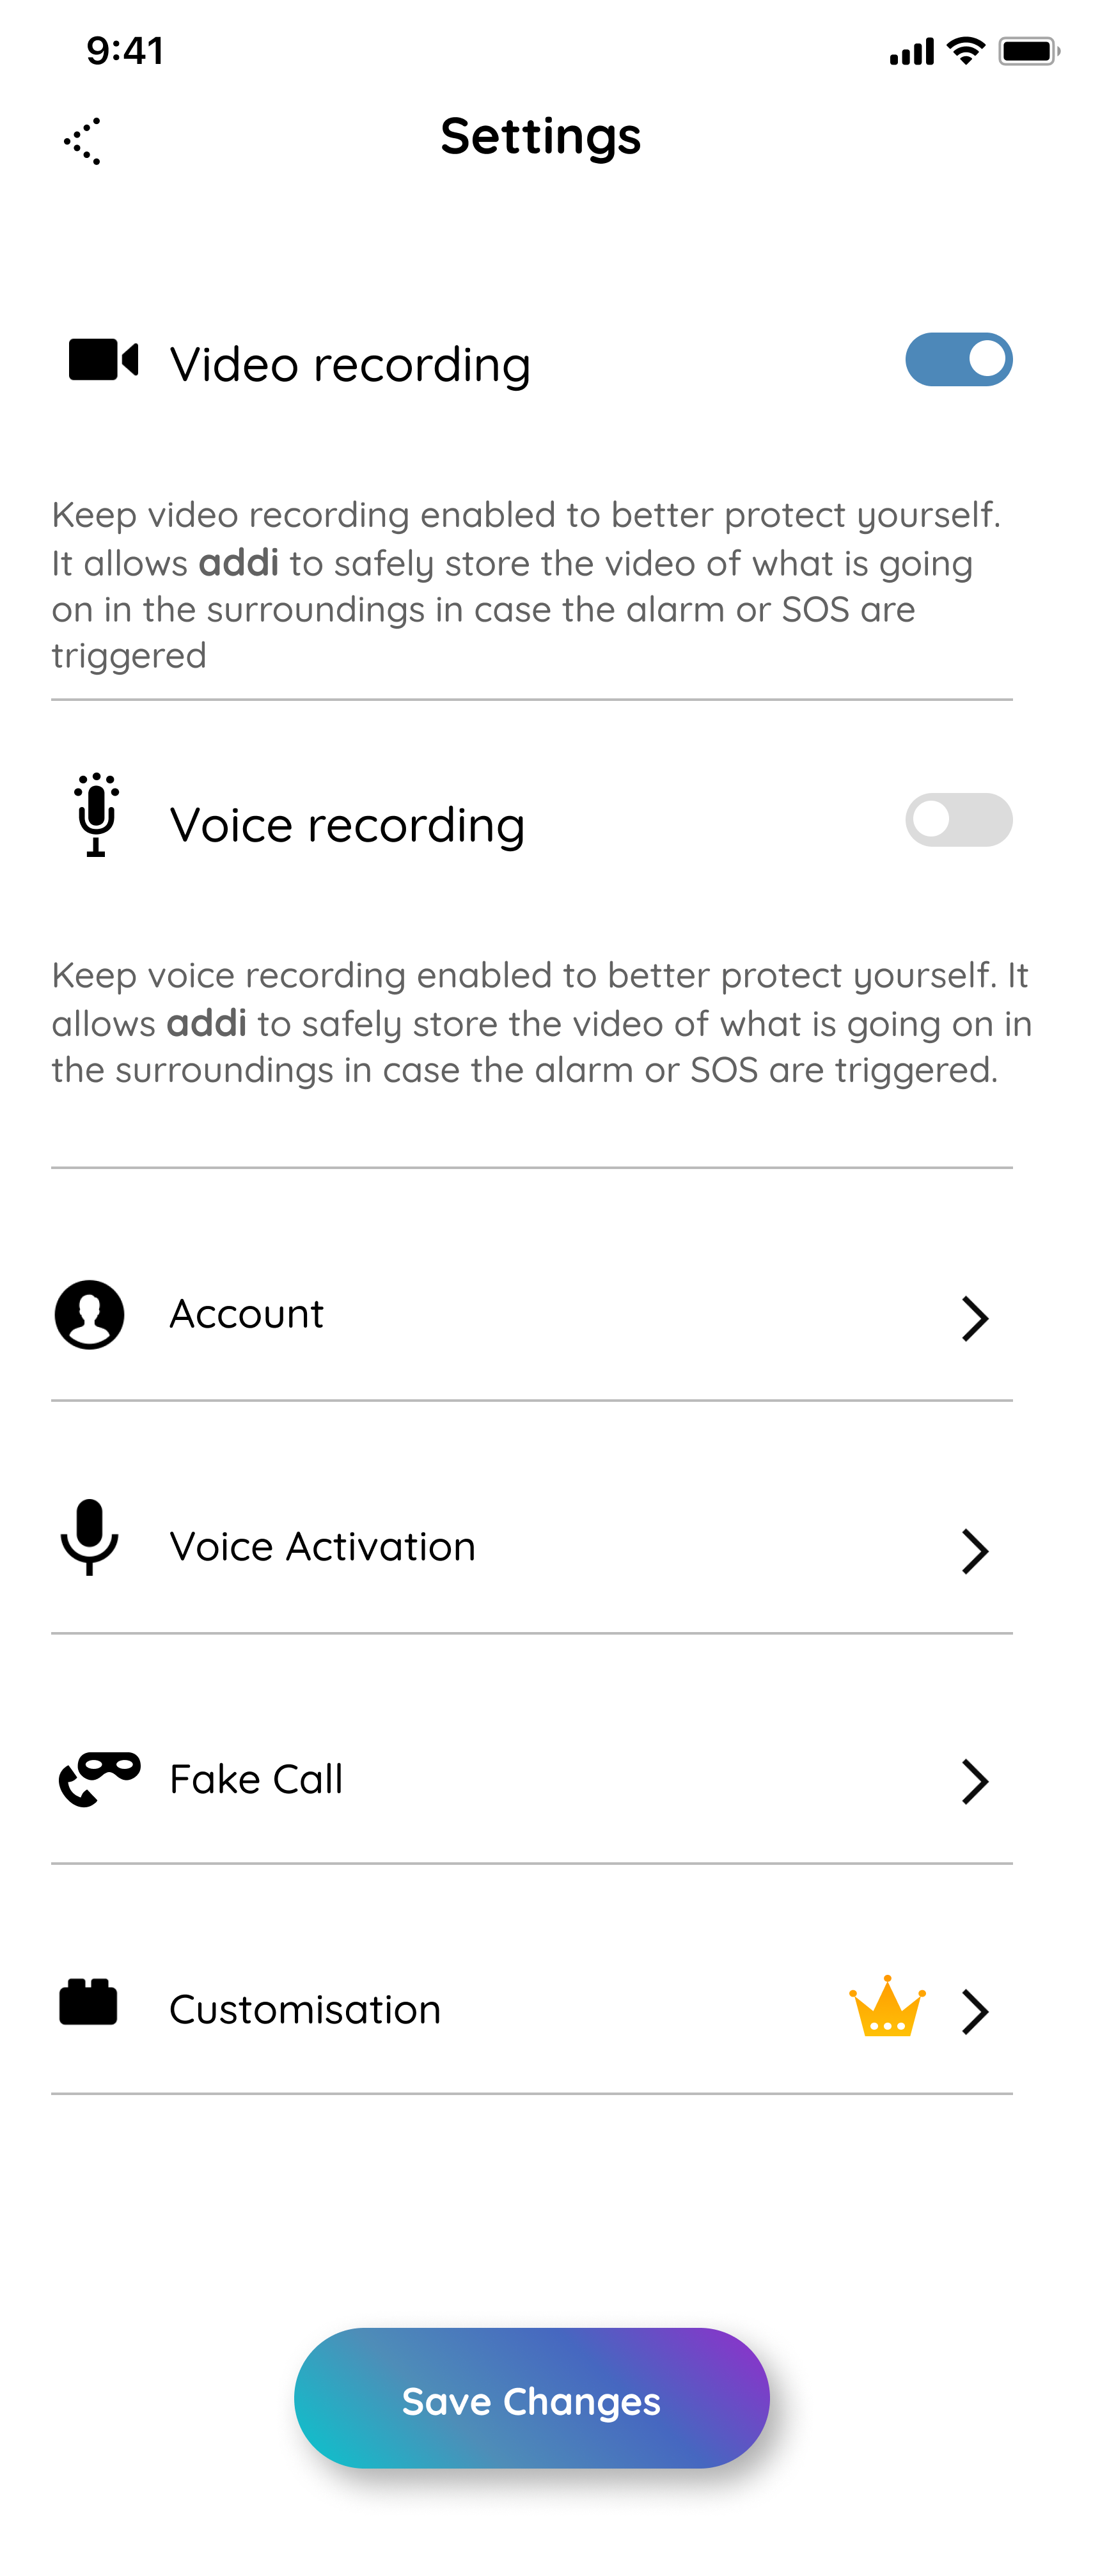 9:41
Settings
Video recording
Keep video recording enabled to better protect yourself.
It allows addi to safely store the video of what is going
on in the surroundings in case the alarm or SOS are
triggered
Voice recording
Keep voice recording enabled to better protect yourself. It
allows addi to safely store the video of what is going on in
the surroundings in case the alarm or SOS are triggered.
Account
Voice Activation
Fake Call
Customisation
Save Changes